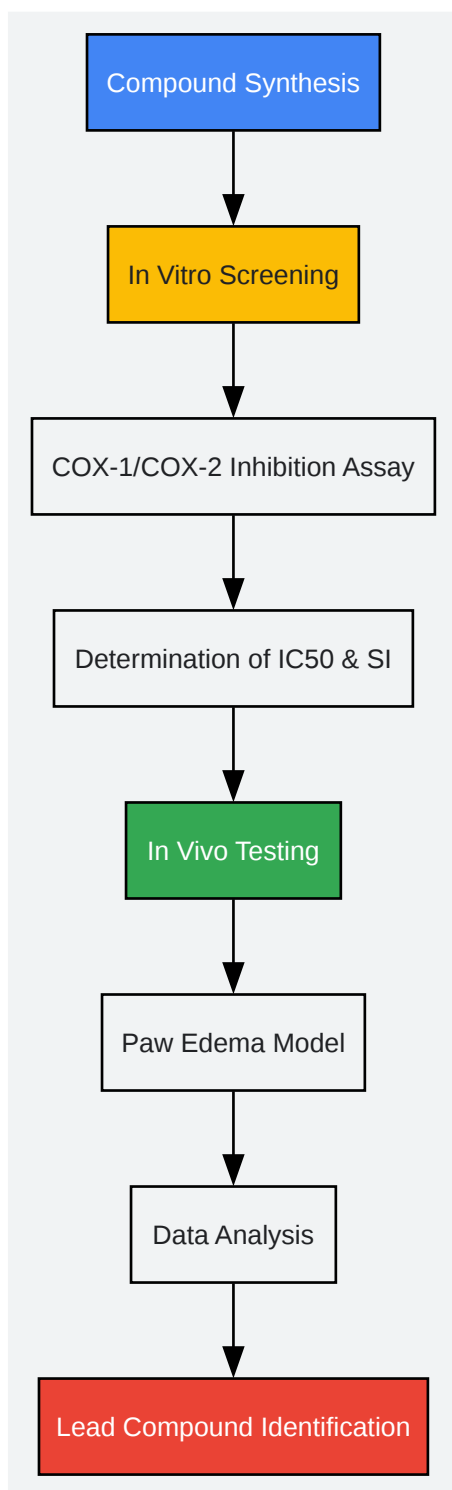 Compound Synthesis
In Vitro Screening
COX-1/COX-2 Inhibition Assay
Determination of IC50 & SI
In Vivo Testing
Paw Edema Model
Data Analysis
Lead Compound Identification